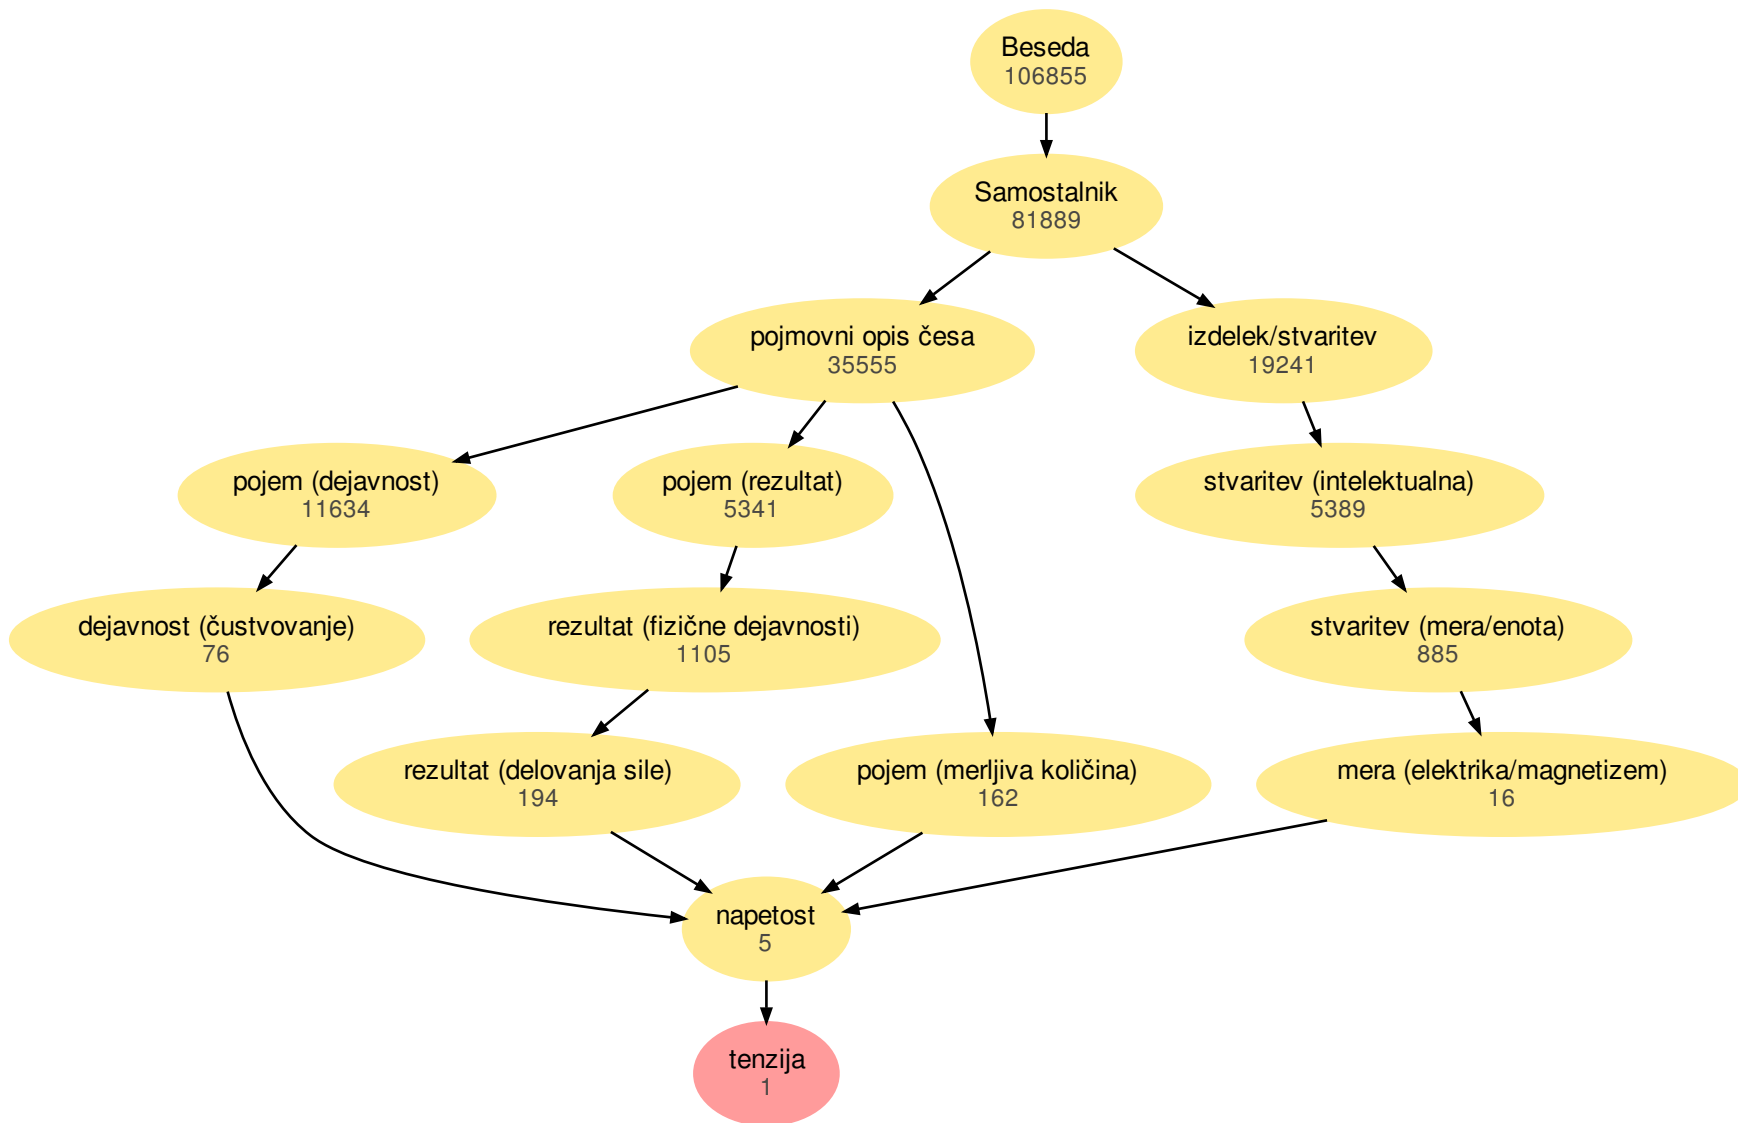 Beseda
106855
Samostalnik
81889
pojmovni opis česa
35555
izdelek/stvaritev
19241
pojem (dejavnost)
11634
pojem (rezultat)
5341
stvaritev (intelektualna)
5389
dejavnost (čustvovanje)
76
rezultat (fizične dejavnosti)
1105
stvaritev (mera/enota)
885
rezultat (delovanja sile)
194
pojem (merljiva količina)
162
mera (elektrika/magnetizem)
16
napetost
5
tenzija
1